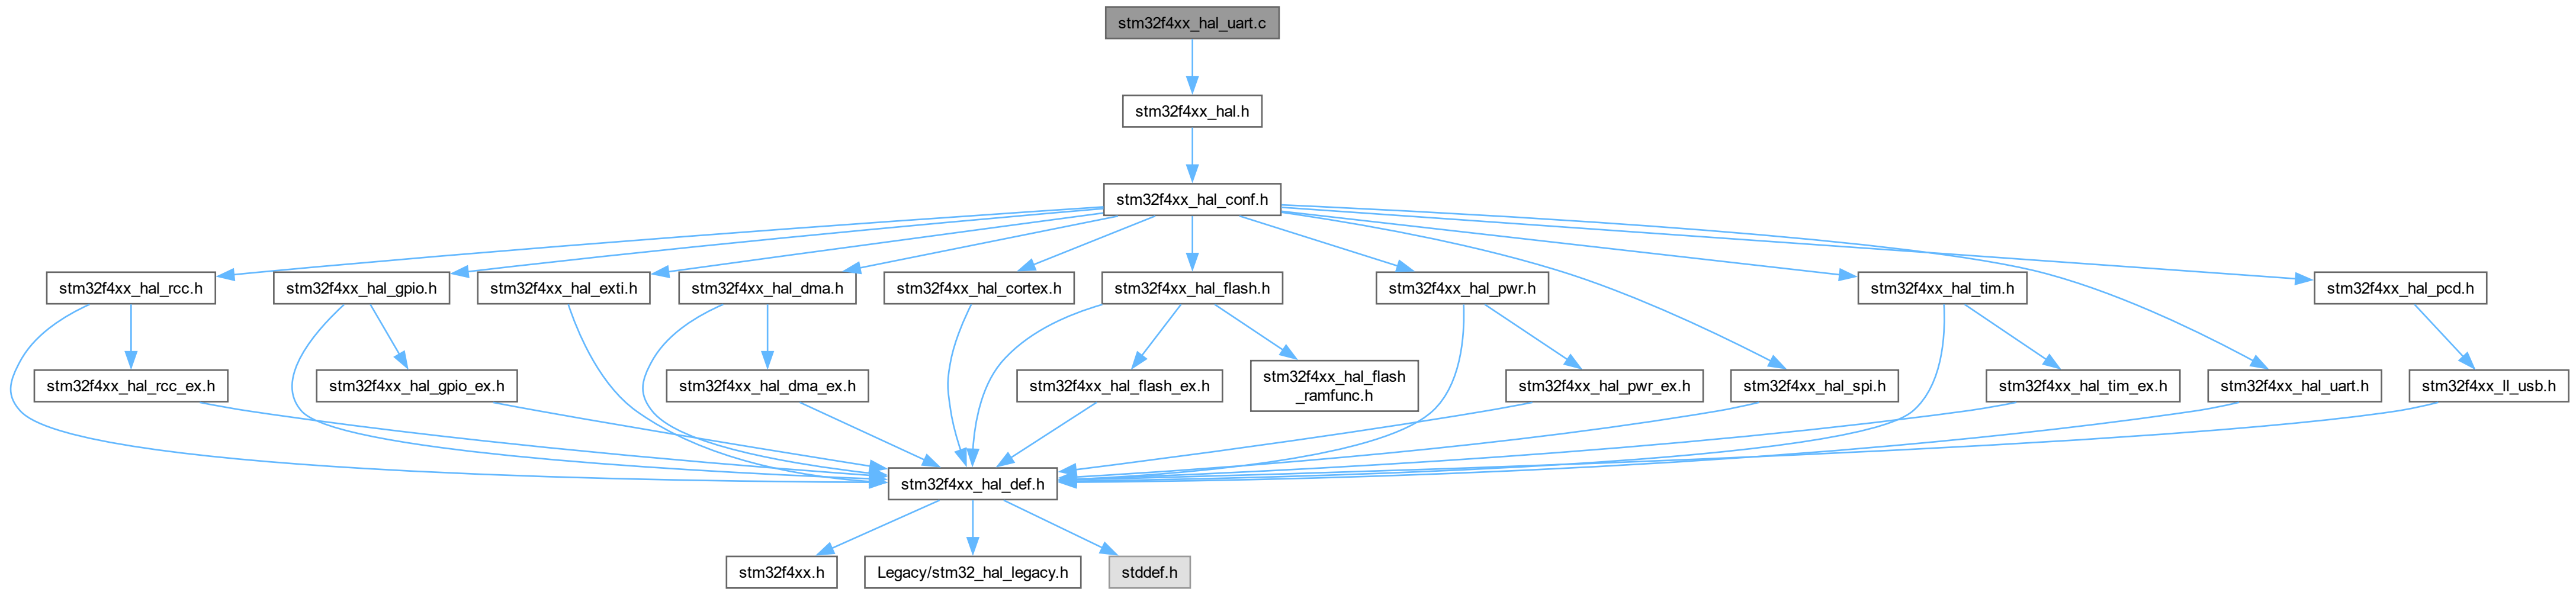 stm32f4xx_hal_uart.c
stm32f4xx_hal.h
stm32f4xx_hal_conf.h
stm32f4xx_hal_rcc.h
stm32f4xx_hal_gpio.h
stm32f4xx_hal_exti.h
stm32f4xx_hal_dma.h
stm32f4xx_hal_cortex.h
stm32f4xx_hal_flash.h
stm32f4xx_hal_pwr.h
stm32f4xx_hal_tim.h
stm32f4xx_hal_pcd.h
stm32f4xx_hal_rcc_ex.h
stm32f4xx_hal_gpio_ex.h
stm32f4xx_hal_dma_ex.h
stm32f4xx_hal_flash_ex.h
stm32f4xx_hal_flash
_ramfunc.h
stm32f4xx_hal_pwr_ex.h
stm32f4xx_hal_spi.h
stm32f4xx_hal_tim_ex.h
stm32f4xx_hal_uart.h
stm32f4xx_ll_usb.h
stm32f4xx_hal_def.h
stm32f4xx.h
Legacy/stm32_hal_legacy.h
stddef.h